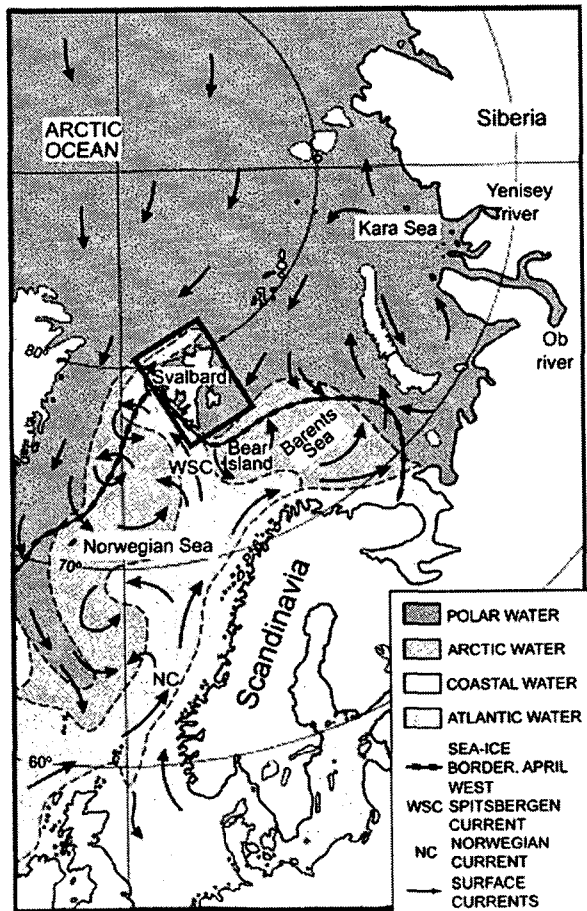 ARCTIC
OCEAN
Siberia
Yenisey
river
Kara Sea
Ob
river
80°
Svalbard
WSC
Bear
Island
Barents
Sea
Norwegian Sea
70°
NC
Scandinavia
60°
POLAR WATER
ARCTIC WATER
COASTAL WATER
ATLANTIC WATER
SEA-ICE
BORDER. APRIL
WEST
WSC SPITSBERGEN
CURRENT
NC NORWEGIAN
CURRENT
SURFACE
CURRENTS